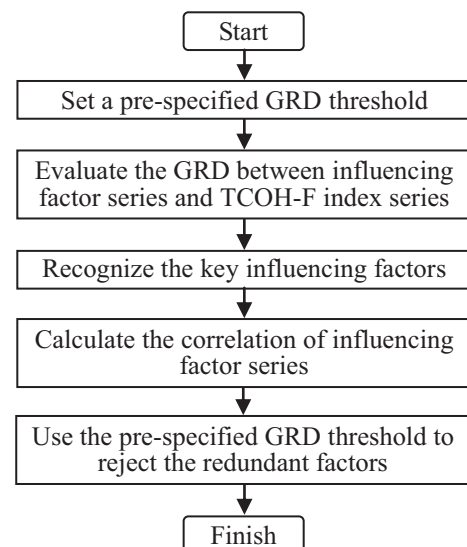 Start
Set a pre-specified GRD threshold
Evaluate the GRD between influencing
factor series and TCOH-F index series
Recognize the key influencing factors
Calculate the correlation of influencing
factor series
Use the pre-specified GRD threshold to
reject the redundant factors
Finish